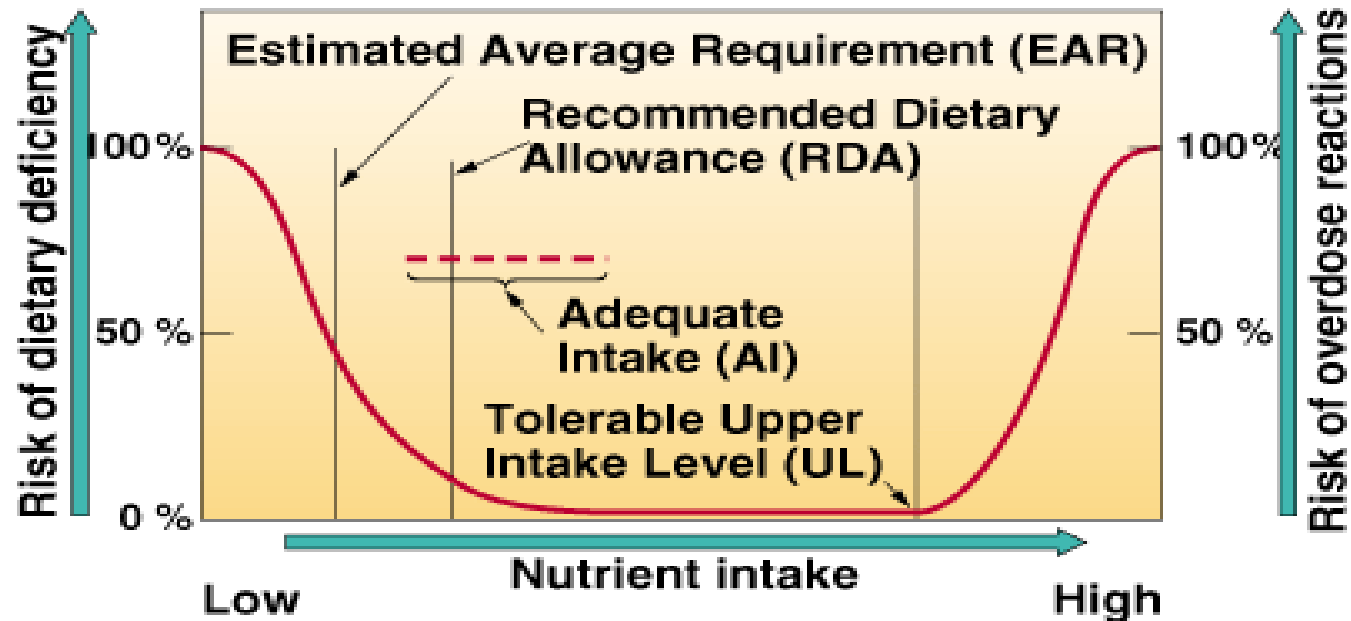 Risk of dietary deficiency
Estimated Average Requirement (EAR)
Recommended Dietary
Allowance (RDA)
100%
100%
Adequate
Intake (AI)
50 %
50 %
Tolerable Upper
Intake Level (UL)
0 %
Nutrient intake
Low
High
Risk of overdose reactions